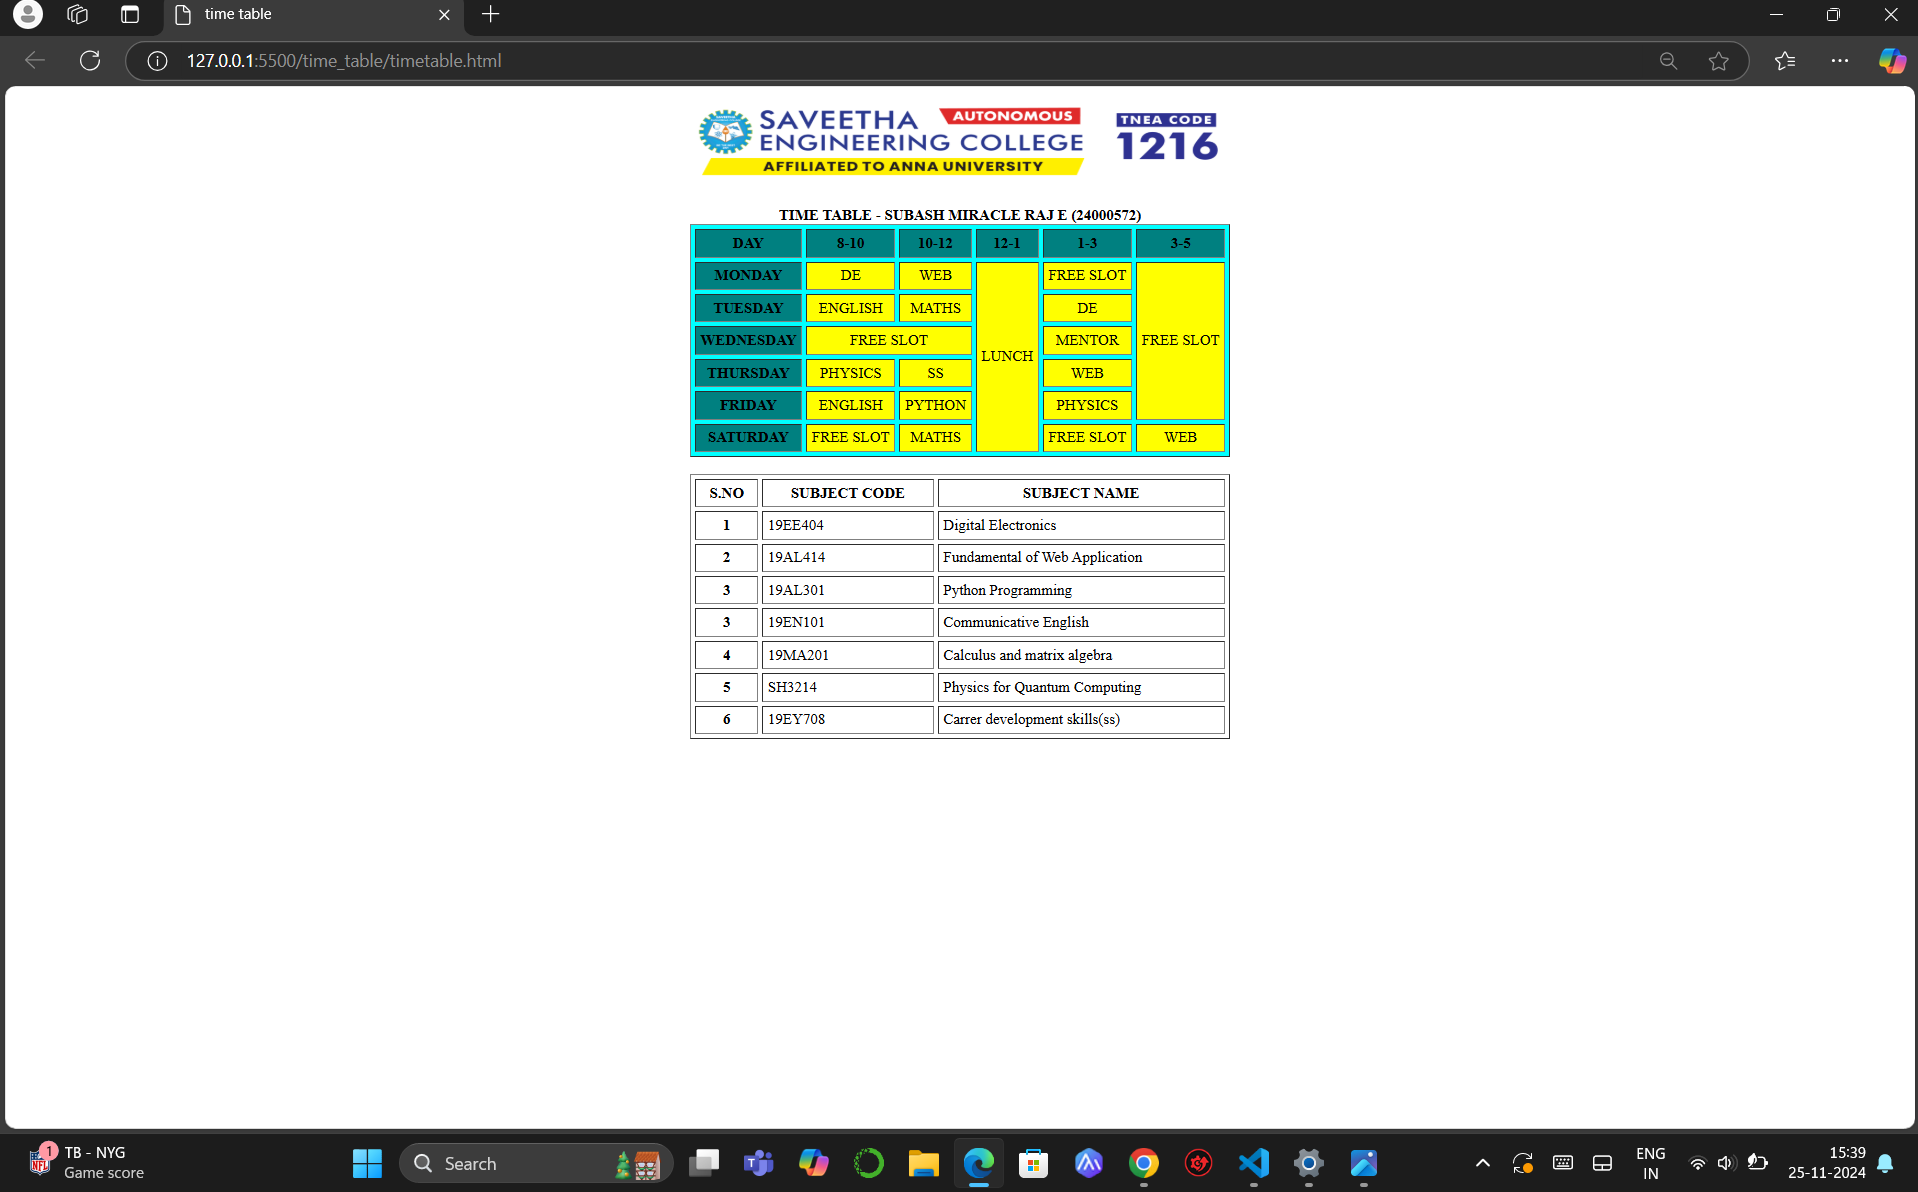 time table
127.0.0.1:5500/time_table/timetable.html
SAVEETHA AUTONOMOUS
ENGINEERING COLLEGE
AFFILIATED TO ANNA UNIVERSITY
TNEA CODE
1216
TIME TABLE - SUBASH MIRACLE RAJ E (24000572)
DAY 8-10 10-12 12-1 1-3 3-5
MONDAY DE WEB LUNCH FREE SLOT FREE SLOT
TUESDAY ENGLISH MATHS DE
WEDNESDAY FREE SLOT MENTOR
THURSDAY PHYSICS SS WEB
FRIDAY ENGLISH PYTHON PHYSICS
SATURDAY FREE SLOT MATHS FREE SLOT WEB
S.NO SUBJECT CODE SUBJECT NAME
1 19EE404 Digital Electronics
2 19AL414 Fundamental of Web Application
3 19AL301 Python Programming
3 19EN101 Communicative English
4 19MA201 Calculus and matrix algebra
5 SH3214 Physics for Quantum Computing
6 19EY708 Carrer development skills(ss)
1
NFL
TB - NYG
Game score
Search
ENG
IN
15:39
25-11-2024